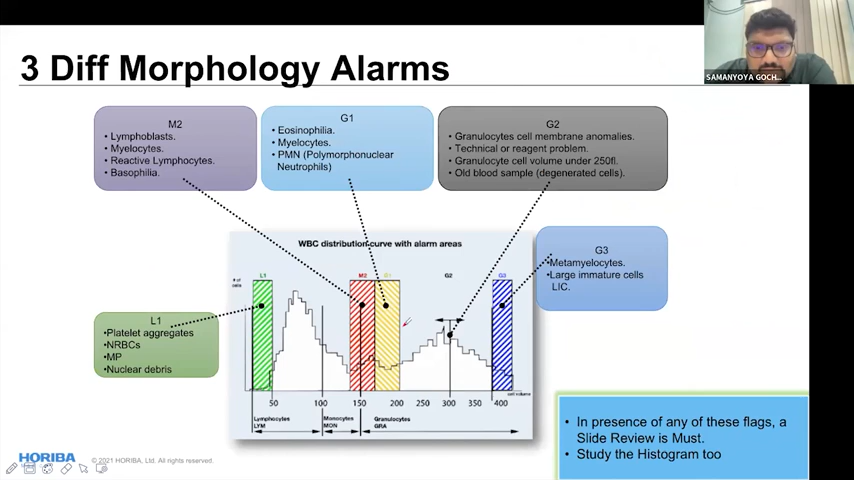 SAMANYOYA GOCH...
3 Diff Morphology Alarms
M2
• Lymphoblasts.
• Myelocytes.
• Reactive Lymphocytes.
• Basophilia.
G1
• Eosinophilia.
• Myelocytes.
• PMN (Polymorphonuclear
Neutrophils)
G2
• Granulocytes cell membrane anomalies.
• Technical or reagent problem.
• Granulocyte cell volume under 250fl.
• Old blood sample (degenerated cells).
G3
•Metamyelocytes.
•Large immature cells
LIC.
L1
•Platelet aggregates
•NRBCs
•MP
•Nuclear debris
WBC distribution curve with alarm areas
# of
cells
L1 M2 G1 G2 G3
50 100 150 200 250 300 350 400
cell volume
Lymphocytes
LYM
Monocytes
MON
Granulocytes
GRA
• In presence of any of these flags, a
Slide Review is Must.
• Study the Histogram too
HORIBA
© 2021 HORIBA, Ltd. All rights reserved.